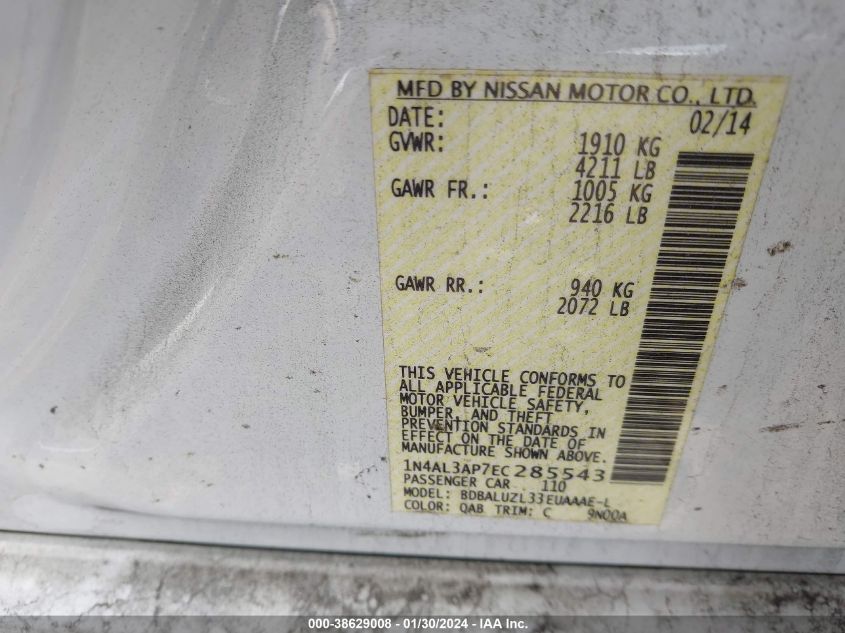 MFD BY NISSAN MOTOR CO., LTD.
DATE: 02/14
GVWR: 1910 KG
4211 LB
GAWR FR.: 1005 KG
2216 LB
GAWR RR.: 940 KG
2072 LB
THIS VEHICLE CONFORMS TO
ALL APPLICABLE FEDERAL
MOTOR VEHICLE SAFETY,
BUMPER, AND THEFT
PREVENTION STANDARDS IN
EFFECT ON THE DATE OF
MANUFACTURE SHOWN ABOVE.
1N4AL3AP7EC285543
PASSENGER CAR 110
MODEL: BDBALUZL33EUAAAE-L
COLOR: QAB TRIM: C 9N00A
000-38629008 - 01/30/2024 - IAA Inc.